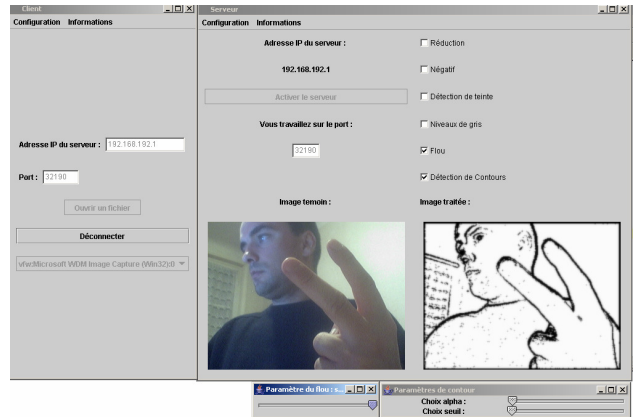 Client
Configuration Informations
Adresse IP du serveur : 192.168.192.1
Port : 32190
Ouvrir un fichier
Déconnecter
vfw:Microsoft WDM Image Capture (Win32):0
Serveur
Configuration Informations
Adresse IP du serveur :
192.168.192.1
Activer le serveur
Vous travaillez sur le port :
32190
Réduction
Négatif
Détection de teinte
Niveaux de gris
Flou
Détection de Contours
Image temoin :
Image traitée :
Paramètre du flou : s...
Paramètres de contour
Choix alpha :
Choix seuil :